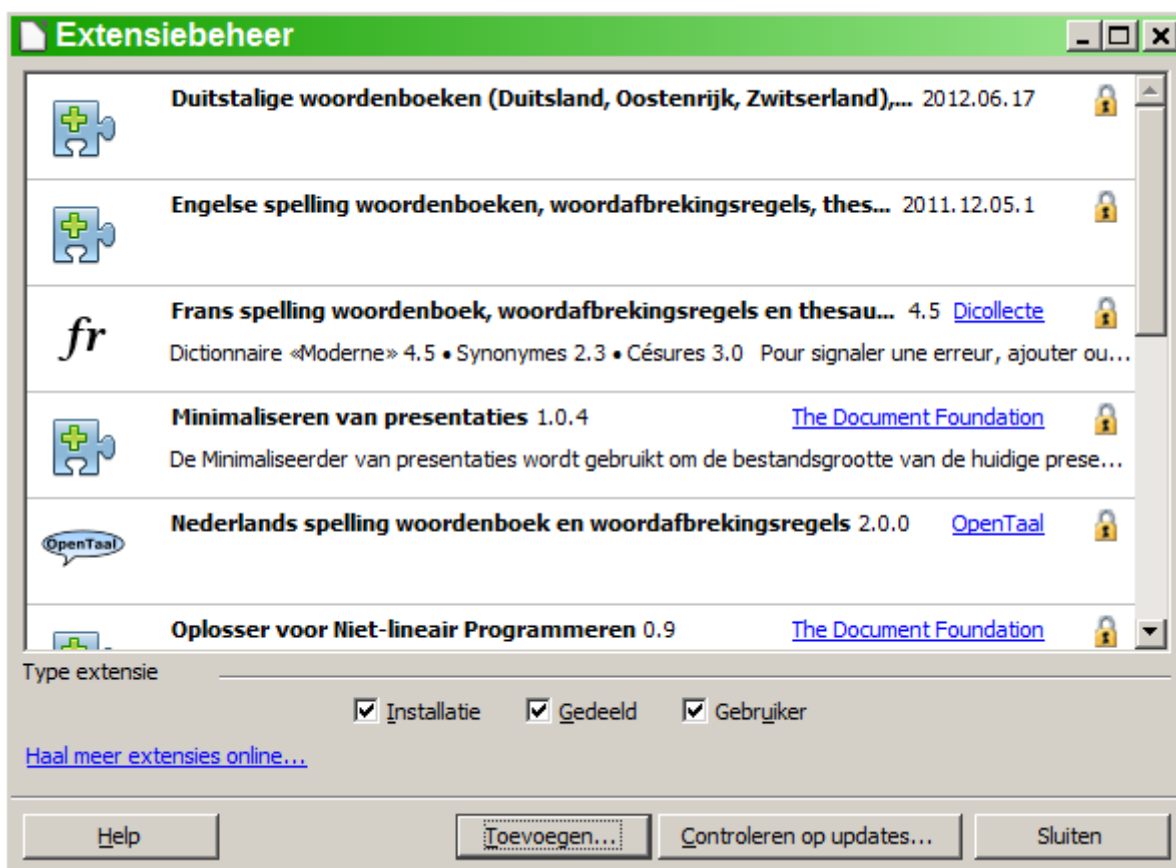 Extensiebeheer
Duitstalige woordenboeken (Duitsland, Oostenrijk, Zwitserland),... 2012.06.17
Engelse spelling woordenboeken, woordafbrekingsregels, thes... 2011.12.05.1
fr
Frans spelling woordenboek, woordafbrekingsregels en thesau... 4.5 Dicollecte
Dictionnaire «Moderne» 4.5 • Synonymes 2.3 • Césures 3.0 Pour signaler une erreur, ajouter ou...
Minimaliseren van presentaties 1.0.4 The Document Foundation
De Minimaliseerder van presentaties wordt gebruikt om de bestandsgrootte van de huidige prese...
OpenTaal
Nederlands spelling woordenboek en woordafbrekingsregels 2.0.0 OpenTaal
Oplosser voor Niet-lineair Programmeren 0.9 The Document Foundation
Type extensie
Installatie Gedeeld Gebruiker
Haal meer extensies online...
Help Toevoegen... Controleren op updates... Sluiten